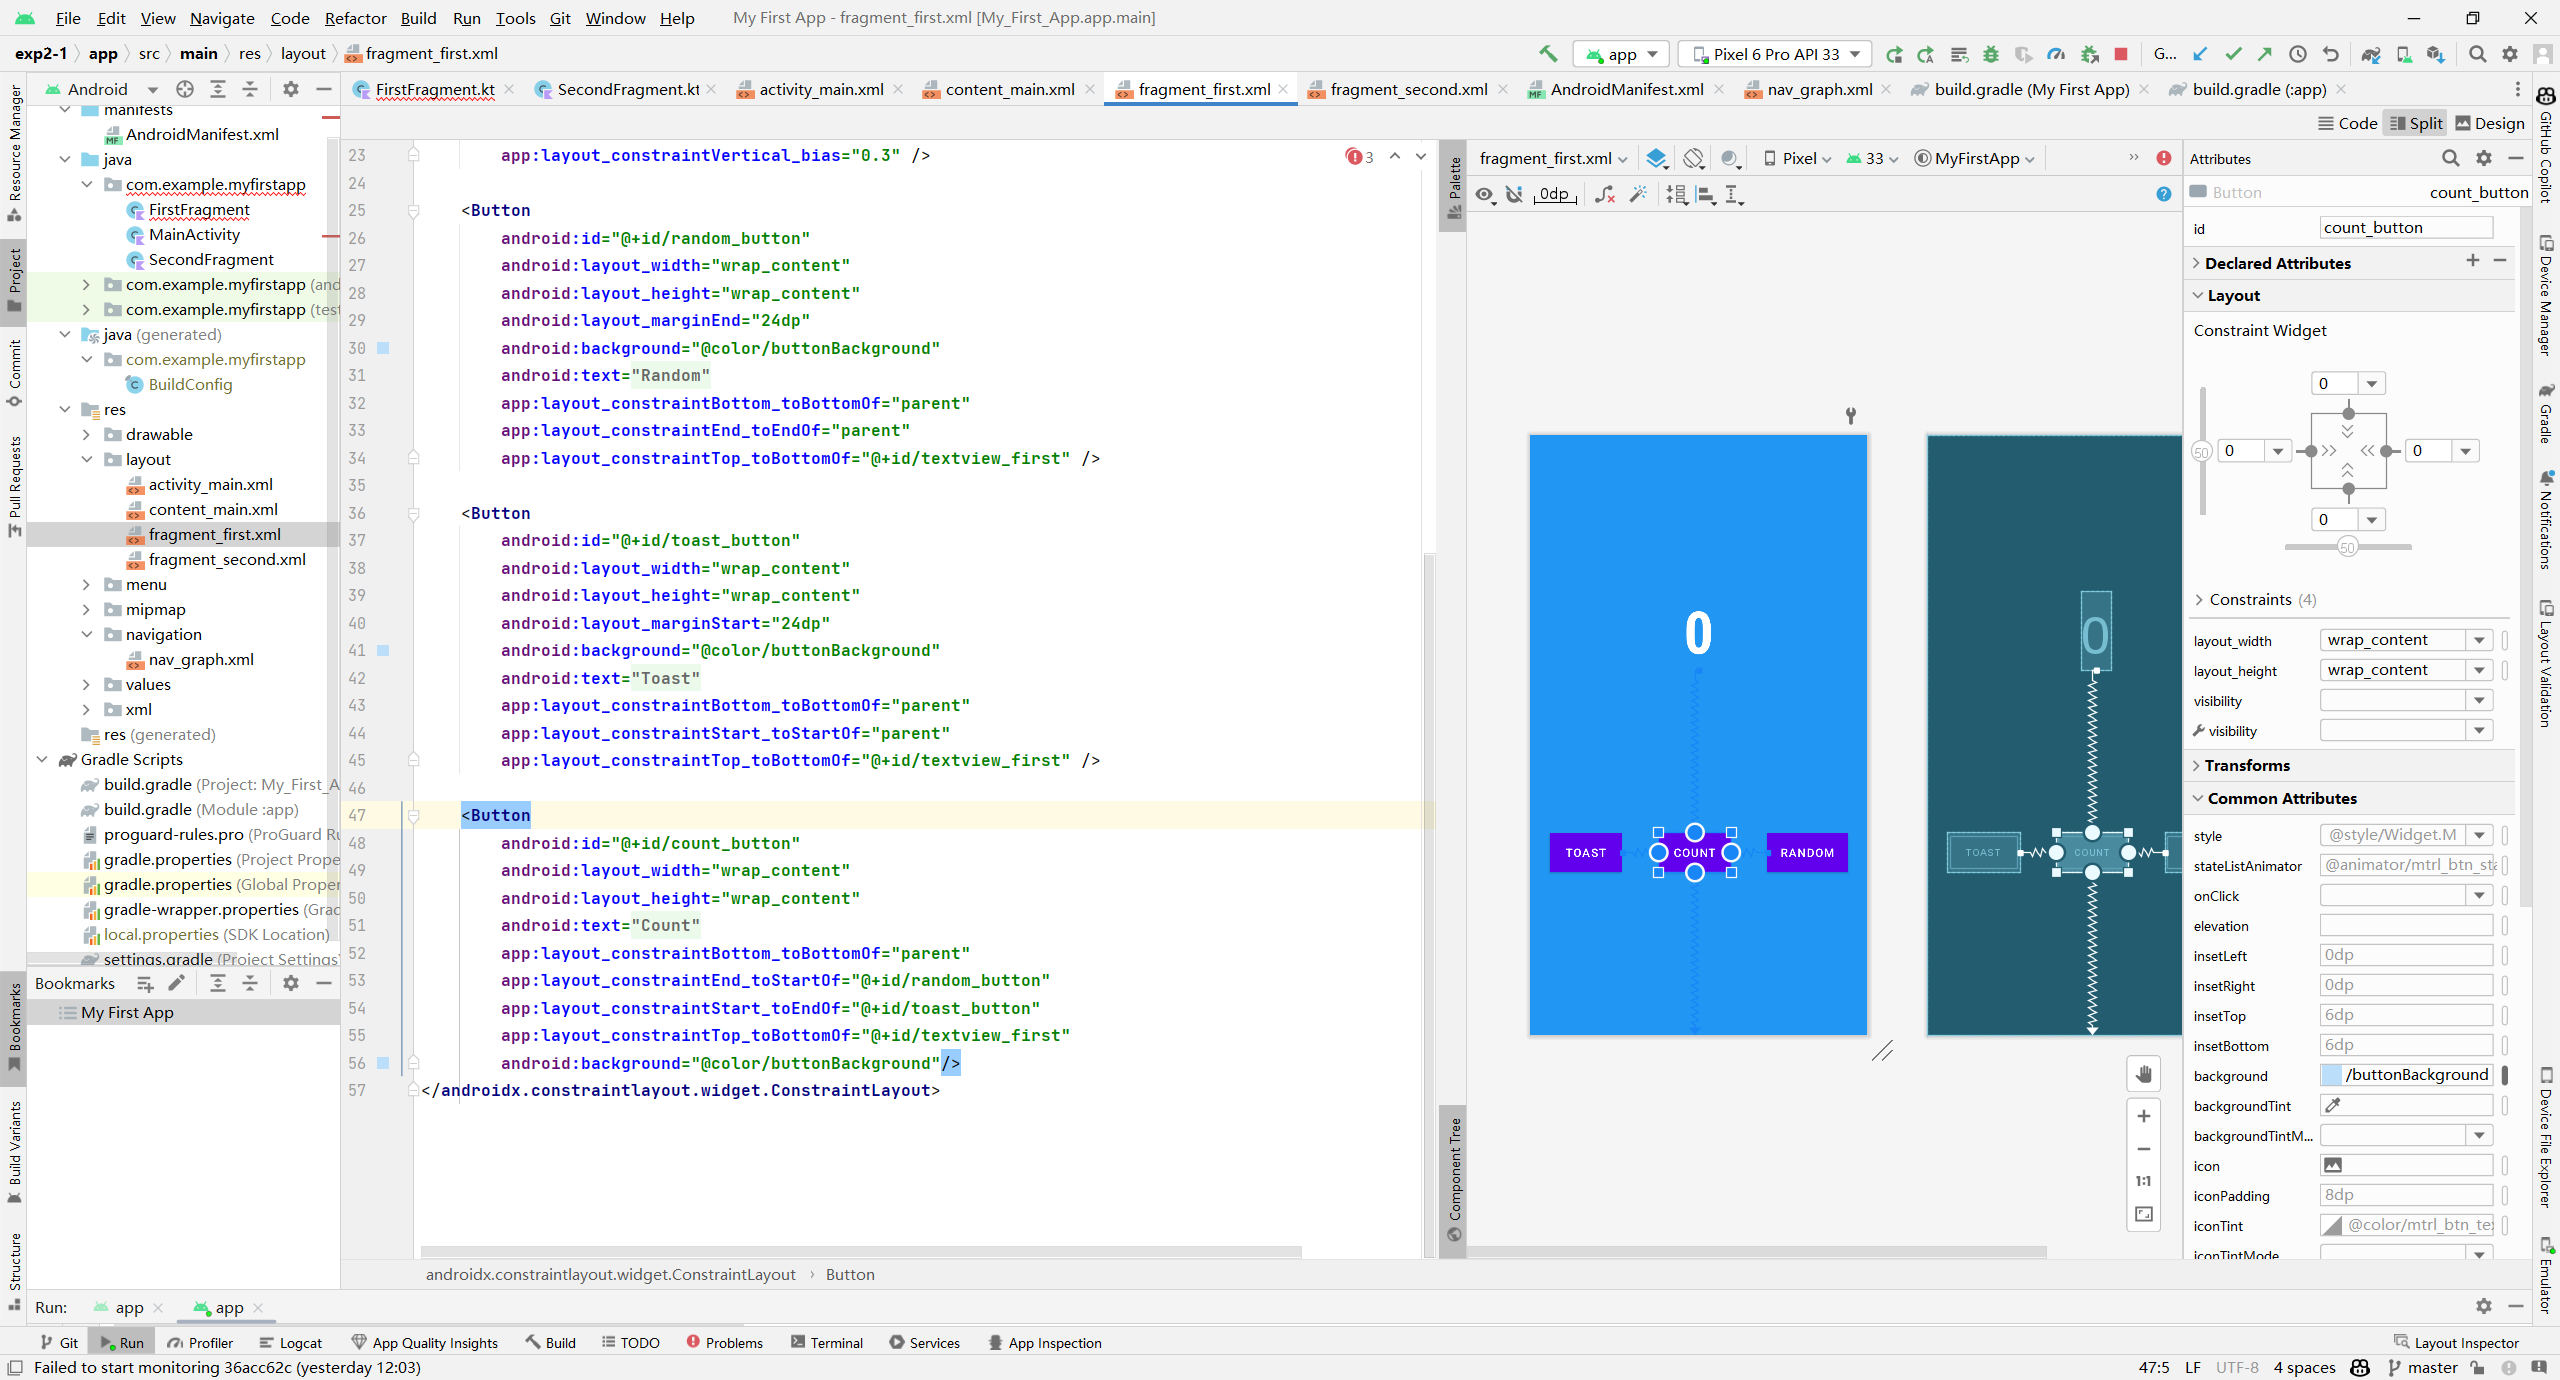 File Edit View Navigate Code Refactor Build Run Tools Git Window Help My First App - fragment_first.xml [My_First_App.app.main]
exp2-1 app src main res layout fragment_first.xml app Pixel 6 Pro API 33 G...
Android FirstFragment.kt SecondFragment.kt activity_main.xml content_main.xml fragment_first.xml fragment_second.xml AndroidManifest.xml nav_graph.xml build.gradle (My First App) build.gradle (:app)
Code Split Design
Resource Manager
Project
Commit
Pull Requests
Bookmarks
Build Variants
Structure
manifests
AndroidManifest.xml
java
com.example.myfirstapp
FirstFragment
MainActivity
SecondFragment
com.example.myfirstapp (and
com.example.myfirstapp (test
java (generated)
com.example.myfirstapp
BuildConfig
res
drawable
layout
activity_main.xml
content_main.xml
fragment_first.xml
fragment_second.xml
menu
mipmap
navigation
nav_graph.xml
values
xml
res (generated)
Gradle Scripts
build.gradle (Project: My_First_A
build.gradle (Module :app)
proguard-rules.pro (ProGuard Ru
gradle.properties (Project Prope
gradle.properties (Global Proper
gradle-wrapper.properties (Grad
local.properties (SDK Location)
settings.gradle (Project Settings
Bookmarks
My First App
23 app:layout_constraintVertical_bias="0.3" /> 3
24
25 <Button
26 android:id="@+id/random_button"
27 android:layout_width="wrap_content"
28 android:layout_height="wrap_content"
29 android:layout_marginEnd="24dp"
30 android:background="@color/buttonBackground"
31 android:text="Random"
32 app:layout_constraintBottom_toBottomOf="parent"
33 app:layout_constraintEnd_toEndOf="parent"
34 app:layout_constraintTop_toBottomOf="@+id/textview_first" />
35
36 <Button
37 android:id="@+id/toast_button"
38 android:layout_width="wrap_content"
39 android:layout_height="wrap_content"
40 android:layout_marginStart="24dp"
41 android:background="@color/buttonBackground"
42 android:text="Toast"
43 app:layout_constraintBottom_toBottomOf="parent"
44 app:layout_constraintStart_toStartOf="parent"
45 app:layout_constraintTop_toBottomOf="@+id/textview_first" />
46
47 <Button
48 android:id="@+id/count_button"
49 android:layout_width="wrap_content"
50 android:layout_height="wrap_content"
51 android:text="Count"
52 app:layout_constraintBottom_toBottomOf="parent"
53 app:layout_constraintEnd_toStartOf="@+id/random_button"
54 app:layout_constraintStart_toEndOf="@+id/toast_button"
55 app:layout_constraintTop_toBottomOf="@+id/textview_first"
56 android:background="@color/buttonBackground"/>
57 </androidx.constraintlayout.widget.ConstraintLayout>
androidx.constraintlayout.widget.ConstraintLayout › Button
Palette
Component Tree
fragment_first.xml Pixel 33 MyFirstApp
0dp
0
TOAST COUNT RANDOM
0
TOAST COUNT
1:1
Attributes
Button count_button
id count_button
Declared Attributes
Layout
Constraint Widget
0
50 0 0
0
50
Constraints (4)
layout_width wrap_content
layout_height wrap_content
visibility
visibility
Transforms
Common Attributes
style @style/Widget.M
stateListAnimator @animator/mtrl_btn_sta
onClick
elevation
insetLeft 0dp
insetRight 0dp
insetTop 6dp
insetBottom 6dp
background /buttonBackground
backgroundTint
backgroundTintM...
icon
iconPadding 8dp
iconTint @color/mtrl_btn_te
iconTintMode
GitHub Copilot
Device Manager
Gradle
Notifications
Layout Validation
Device File Explorer
Emulator
Run: app app
Git Run Profiler Logcat App Quality Insights Build TODO Problems Terminal Services App Inspection Layout Inspector
Failed to start monitoring 36acc62c (yesterday 12:03) 47:5 LF UTF-8 4 spaces master